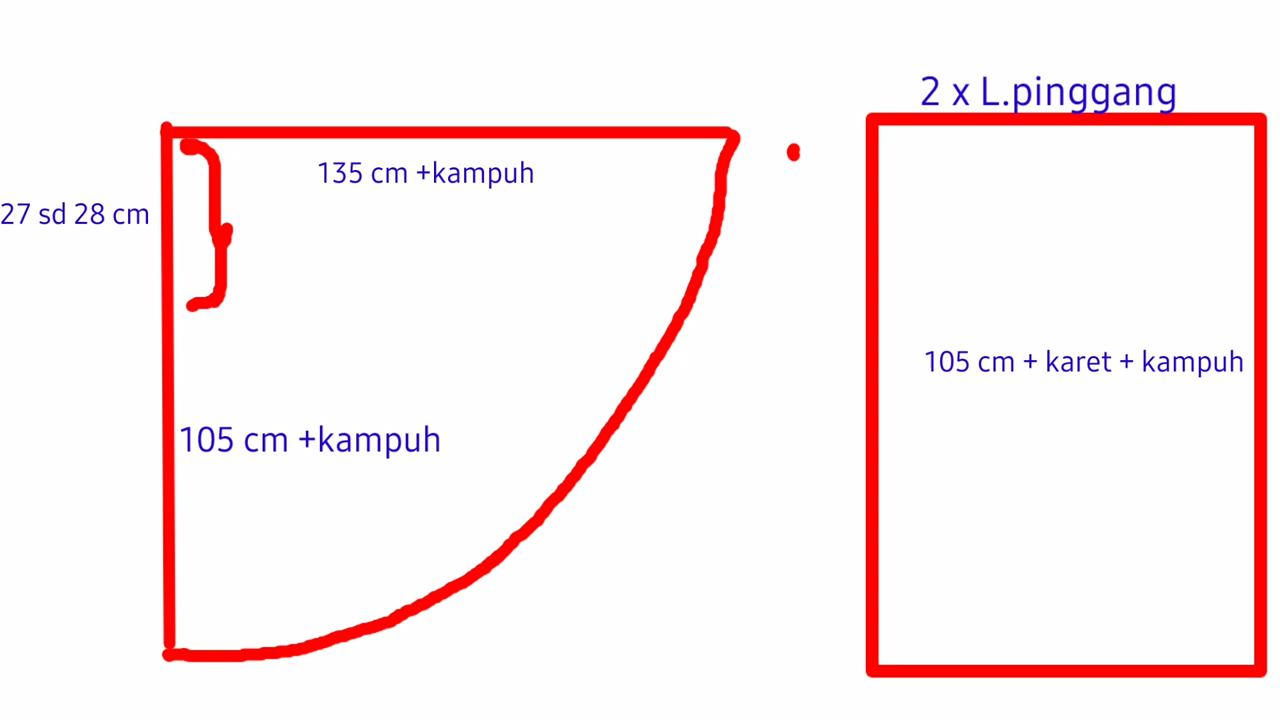 2 x L.pinggang
135 cm +kampuh
27 sd 28 cm
105 cm + karet + kampuh
105 cm +kampuh